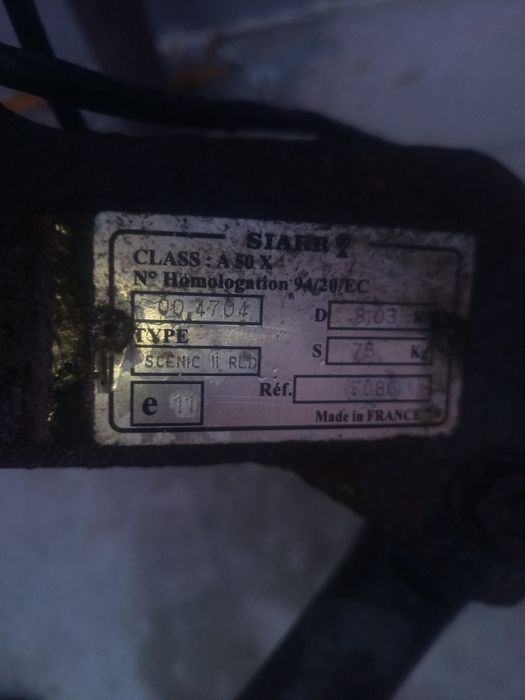 SIARR
CLASS : A 50 X
N° Homologation 94/20/EC
00 4704
D 8,03
TYPE
SCENIC II RLD
S 75 Kg
e 11
Réf.
Made in FRANCE